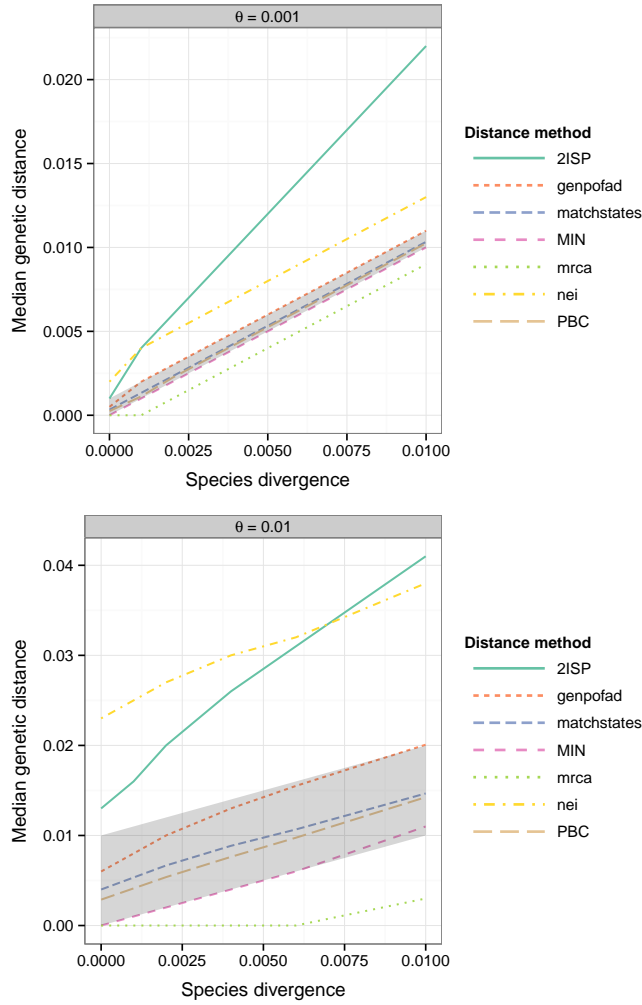 θ = 0.001
Median genetic distance
0.020
0.015
0.010
0.005
0.000
0.0000 0.0025 0.0050 0.0075 0.0100
Species divergence
Distance method
2ISP
genpofad
matchstates
MIN
mrca
nei
PBC
θ = 0.01
Median genetic distance
0.04
0.03
0.02
0.01
0.00
0.0000 0.0025 0.0050 0.0075 0.0100
Species divergence
Distance method
2ISP
genpofad
matchstates
MIN
mrca
nei
PBC